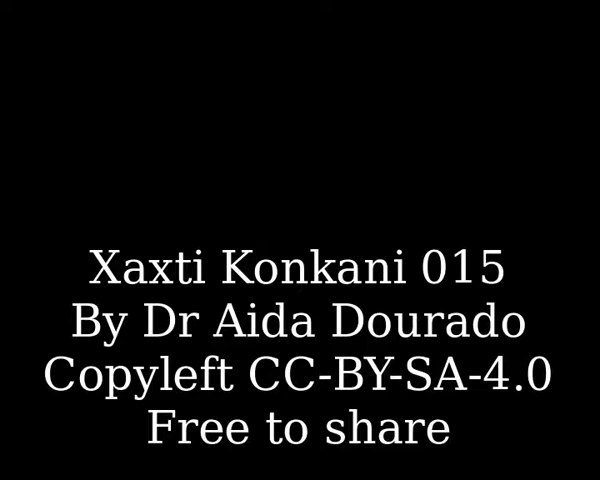 Xaxti Konkani 015
By Dr Aida Dourado
Copyleft CC-BY-SA-4.0
Free to share